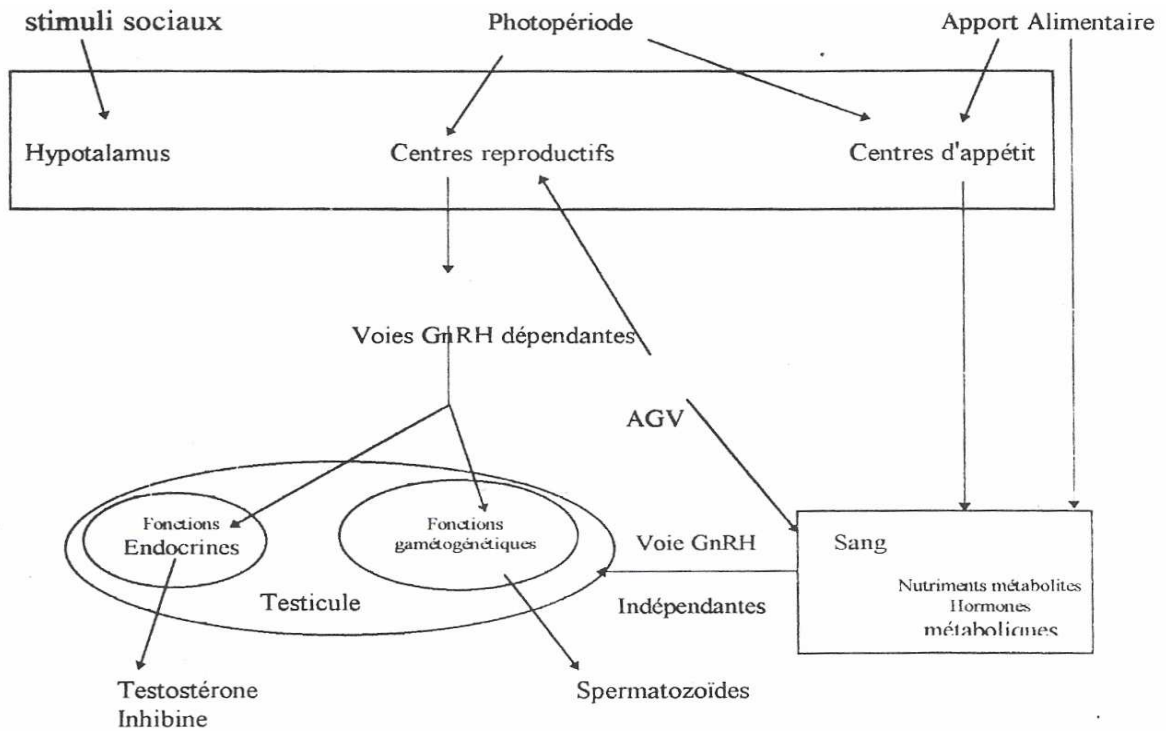 stimuli sociaux
Photopériode
Apport Alimentaire
Hypotalamus
Centres reproductifs
Centres d'appétit
Voies GnRH dépendantes
AGV
Fonctions
Endocrines
Fonctions
gamétogénétiques
Testicule
Voie GnRH
Indépendantes
Sang
Nutriments métabolites
Hormones
métaboliques
Testostérone
Inhibine
Spermatozoïdes